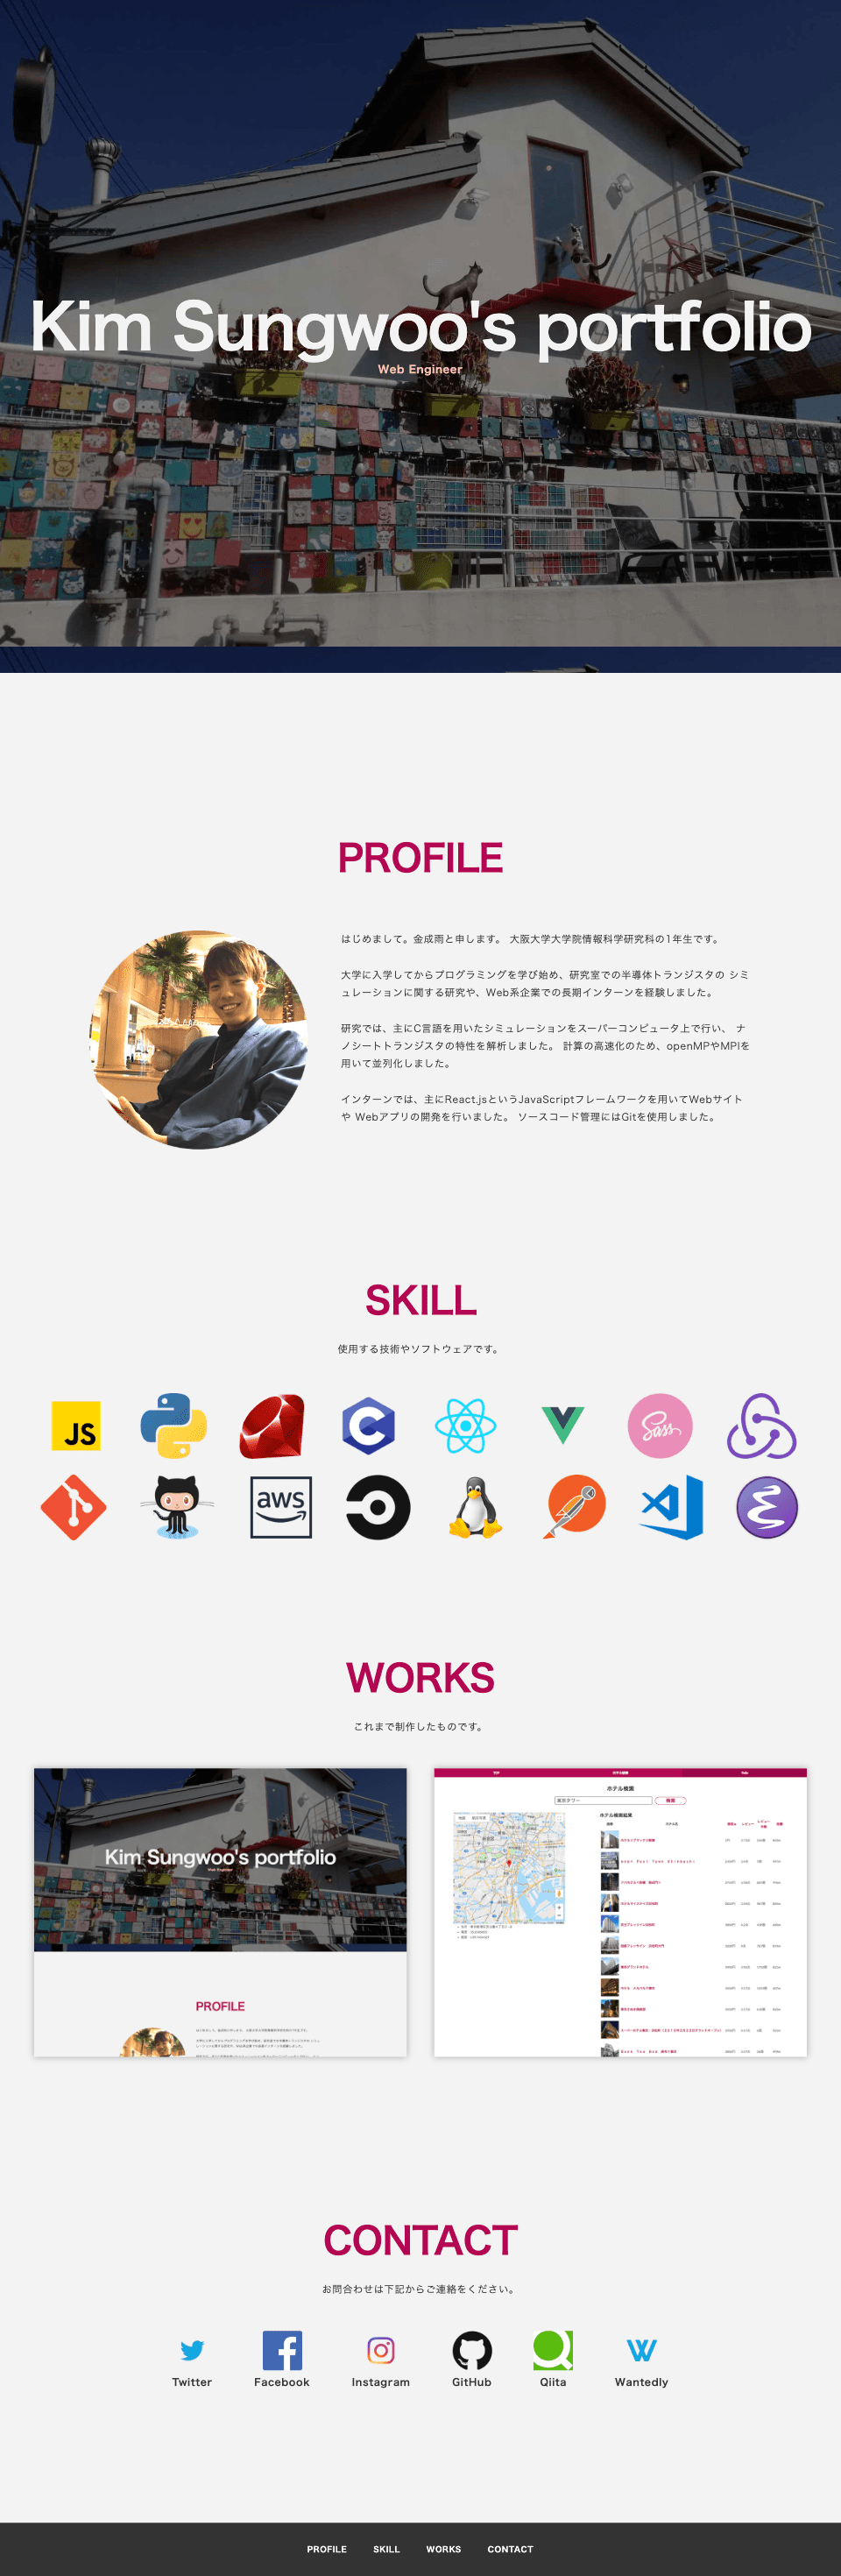 Kim Sungwoo's portfolio
Web Engineer
PROFILE
はじめまして。金成雨と申します。 大阪大学大学院情報科学研究科の1年生です。
大学に入学してからプログラミングを学び始め、研究室での半導体トランジスタの シミ
ュレーションに関する研究や、Web系企業での長期インターンを経験しました。
研究では、主にC言語を用いたシミュレーションをスーパーコンピュータ上で行い、 ナ
ノシートトランジスタの特性を解析しました。 計算の高速化のため、openMPやMPIを
用いて並列化しました。
インターンでは、主にReact.jsというJavaScriptフレームワークを用いてWebサイト
や Webアプリの開発を行いました。 ソースコード管理にはGitを使用しました。
SKILL
使用する技術やソフトウェアです。
JS
C
Sass
aws
WORKS
これまで制作したものです。
Kim Sungwoo's portfolio
Web Engineer
PROFILE
TOP
ホテル検索
東京タワー
検索
ホテル検索結果
CONTACT
お問合わせは下記からご連絡をください。
Twitter
Facebook
Instagram
GitHub
Qiita
Wantedly
PROFILE
SKILL
WORKS
CONTACT